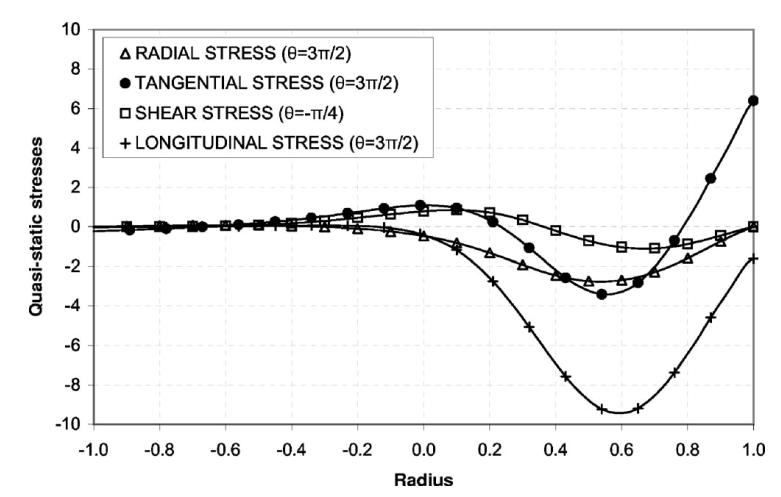 10
8
6
4
2
0
-2
-4
-6
-8
-10
Quasi-static stresses
RADIAL STRESS (θ=3π/2)
TANGENTIAL STRESS (θ=3π/2)
SHEAR STRESS (θ=-π/4)
LONGITUDINAL STRESS (θ=3π/2)
-1.0 -0.8 -0.6 -0.4 -0.2 0.0 0.2 0.4 0.6 0.8 1.0
Radius